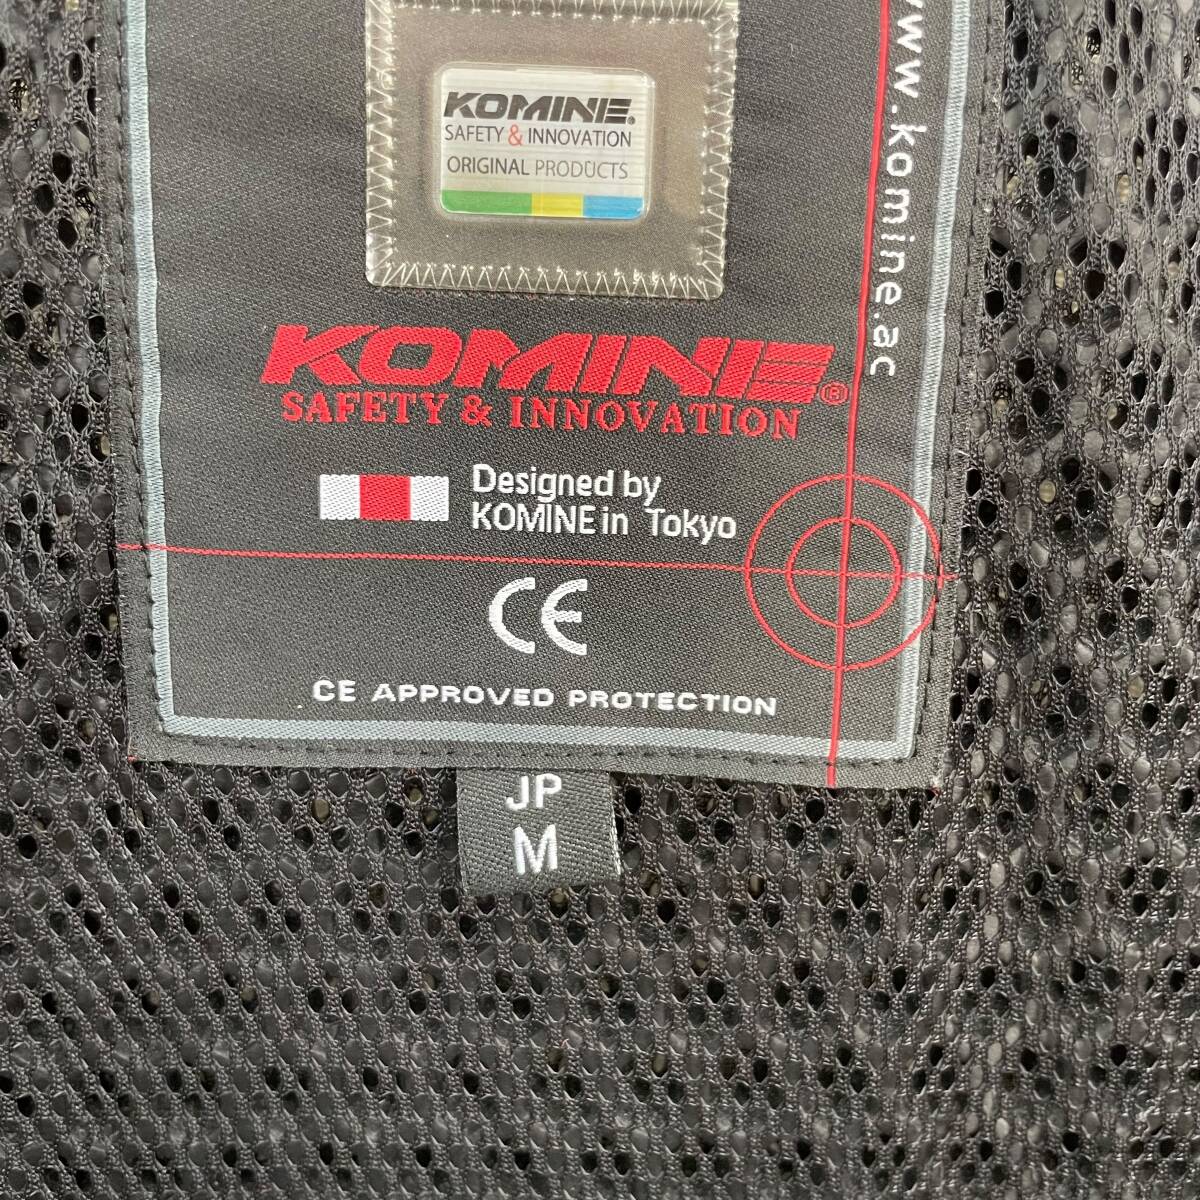 KOMINE®
SAFETY & INNOVATION
ORIGINAL PRODUCTS
www.komine.ac
KOMINE®
SAFETY & INNOVATION
Designed by
KOMINE in Tokyo
CE
CE APPROVED PROTECTION
JP
M